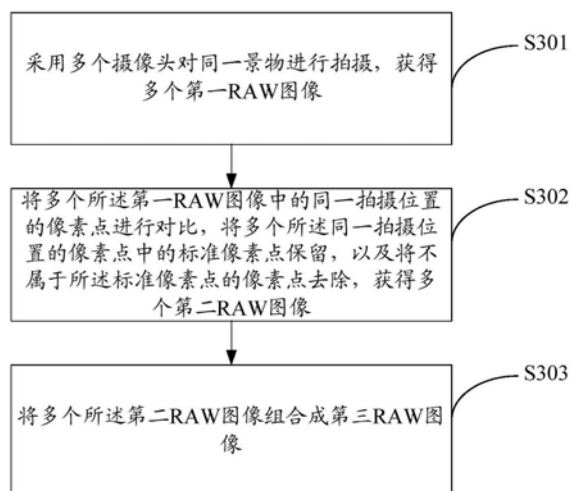 采用多个摄像头对同一景物进行拍摄，获得
多个第一RAW图像
S301
将多个所述第一RAW图像中的同一拍摄位置
的像素点进行对比，将多个所述同一拍摄位
置的像素点中的标准像素点保留，以及将不
属于所述标准像素点的像素点去除，获得多
个第二RAW图像
S302
将多个所述第二RAW图像组合成第三RAW图
像
S303